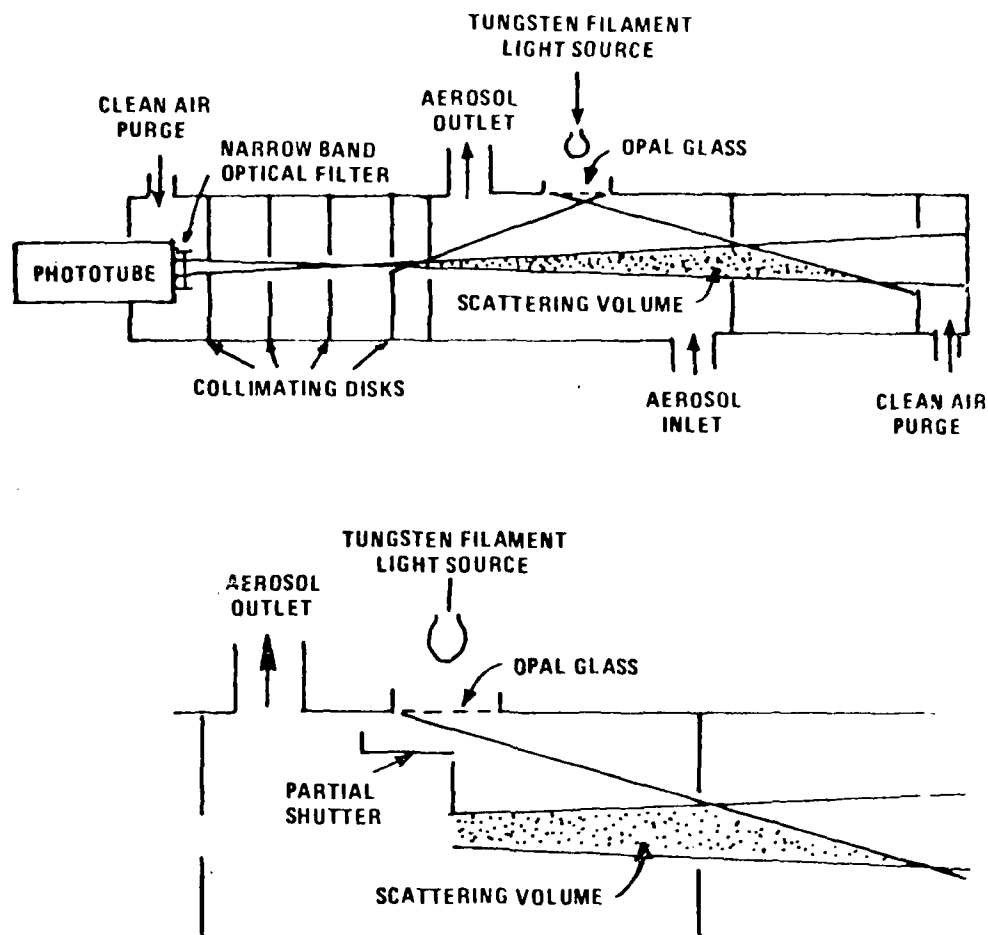 TUNGSTEN FILAMENT
LIGHT SOURCE
CLEAN AIR
PURGE
AEROSOL
OUTLET
NARROW BAND
OPTICAL FILTER
OPAL GLASS
PHOTOTUBE
SCATTERING VOLUME
COLLIMATING DISKS
AEROSOL
INLET
CLEAN AIR
PURGE
TUNGSTEN FILAMENT
LIGHT SOURCE
AEROSOL
OUTLET
OPAL GLASS
PARTIAL
SHUTTER
SCATTERING VOLUME